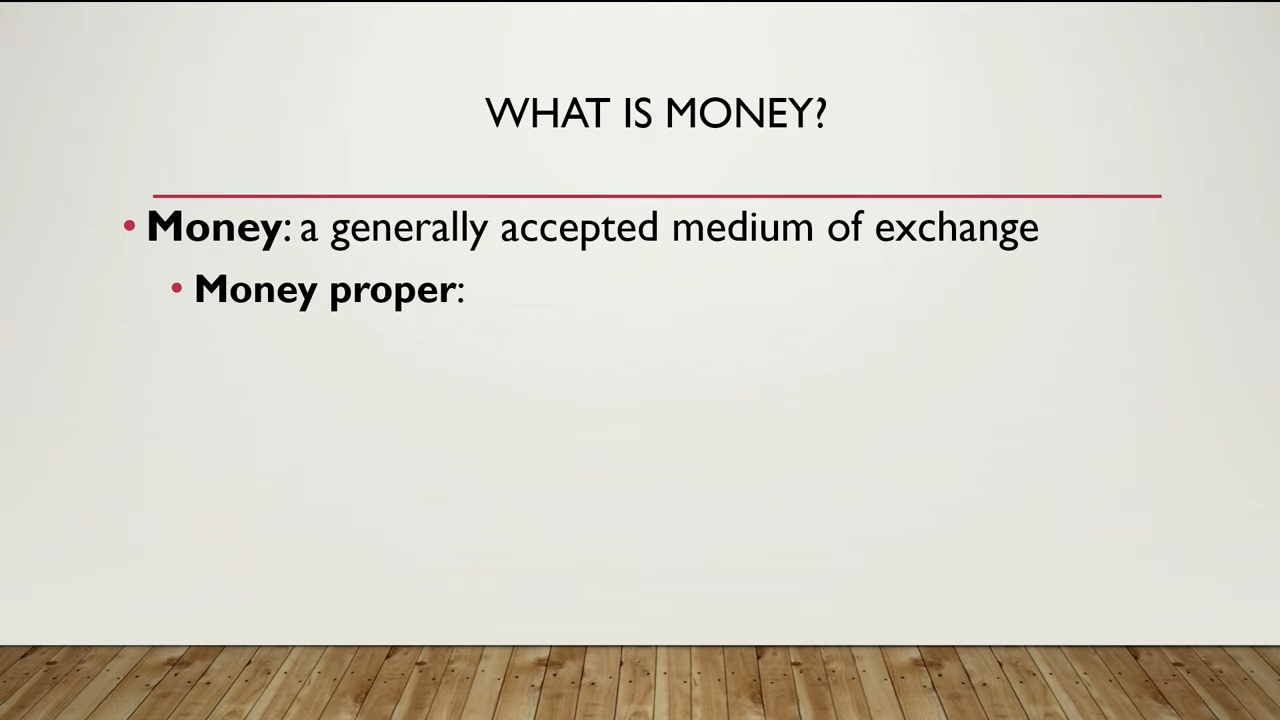 WHAT IS MONEY?
• Money: a generally accepted medium of exchange
• Money proper: